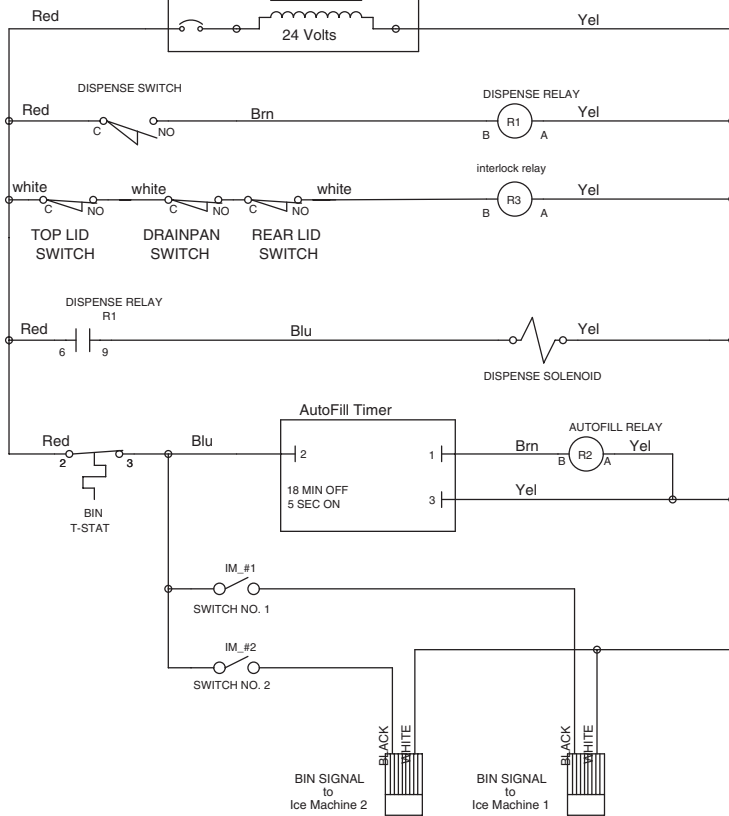 Red
Yel
24 Volts
DISPENSE SWITCH
DISPENSE RELAY
Red
C
NO
Brn
B
R1
A
Yel
interlock relay
white
C
NO
white
C
NO
C
NO
white
B
R3
A
Yel
TOP LID
SWITCH
DRAINPAN
SWITCH
REAR LID
SWITCH
DISPENSE RELAY
R1
Red
6
9
Blu
Yel
DISPENSE SOLENOID
AutoFill Timer
AUTOFILL RELAY
Red
2
3
Blu
2
1
Brn
B
R2
A
Yel
BIN
T-STAT
18 MIN OFF
5 SEC ON
3
Yel
IM_#1
SWITCH NO. 1
IM_#2
SWITCH NO. 2
BLACK
WHITE
BLACK
WHITE
BIN SIGNAL
to
Ice Machine 2
BIN SIGNAL
to
Ice Machine 1